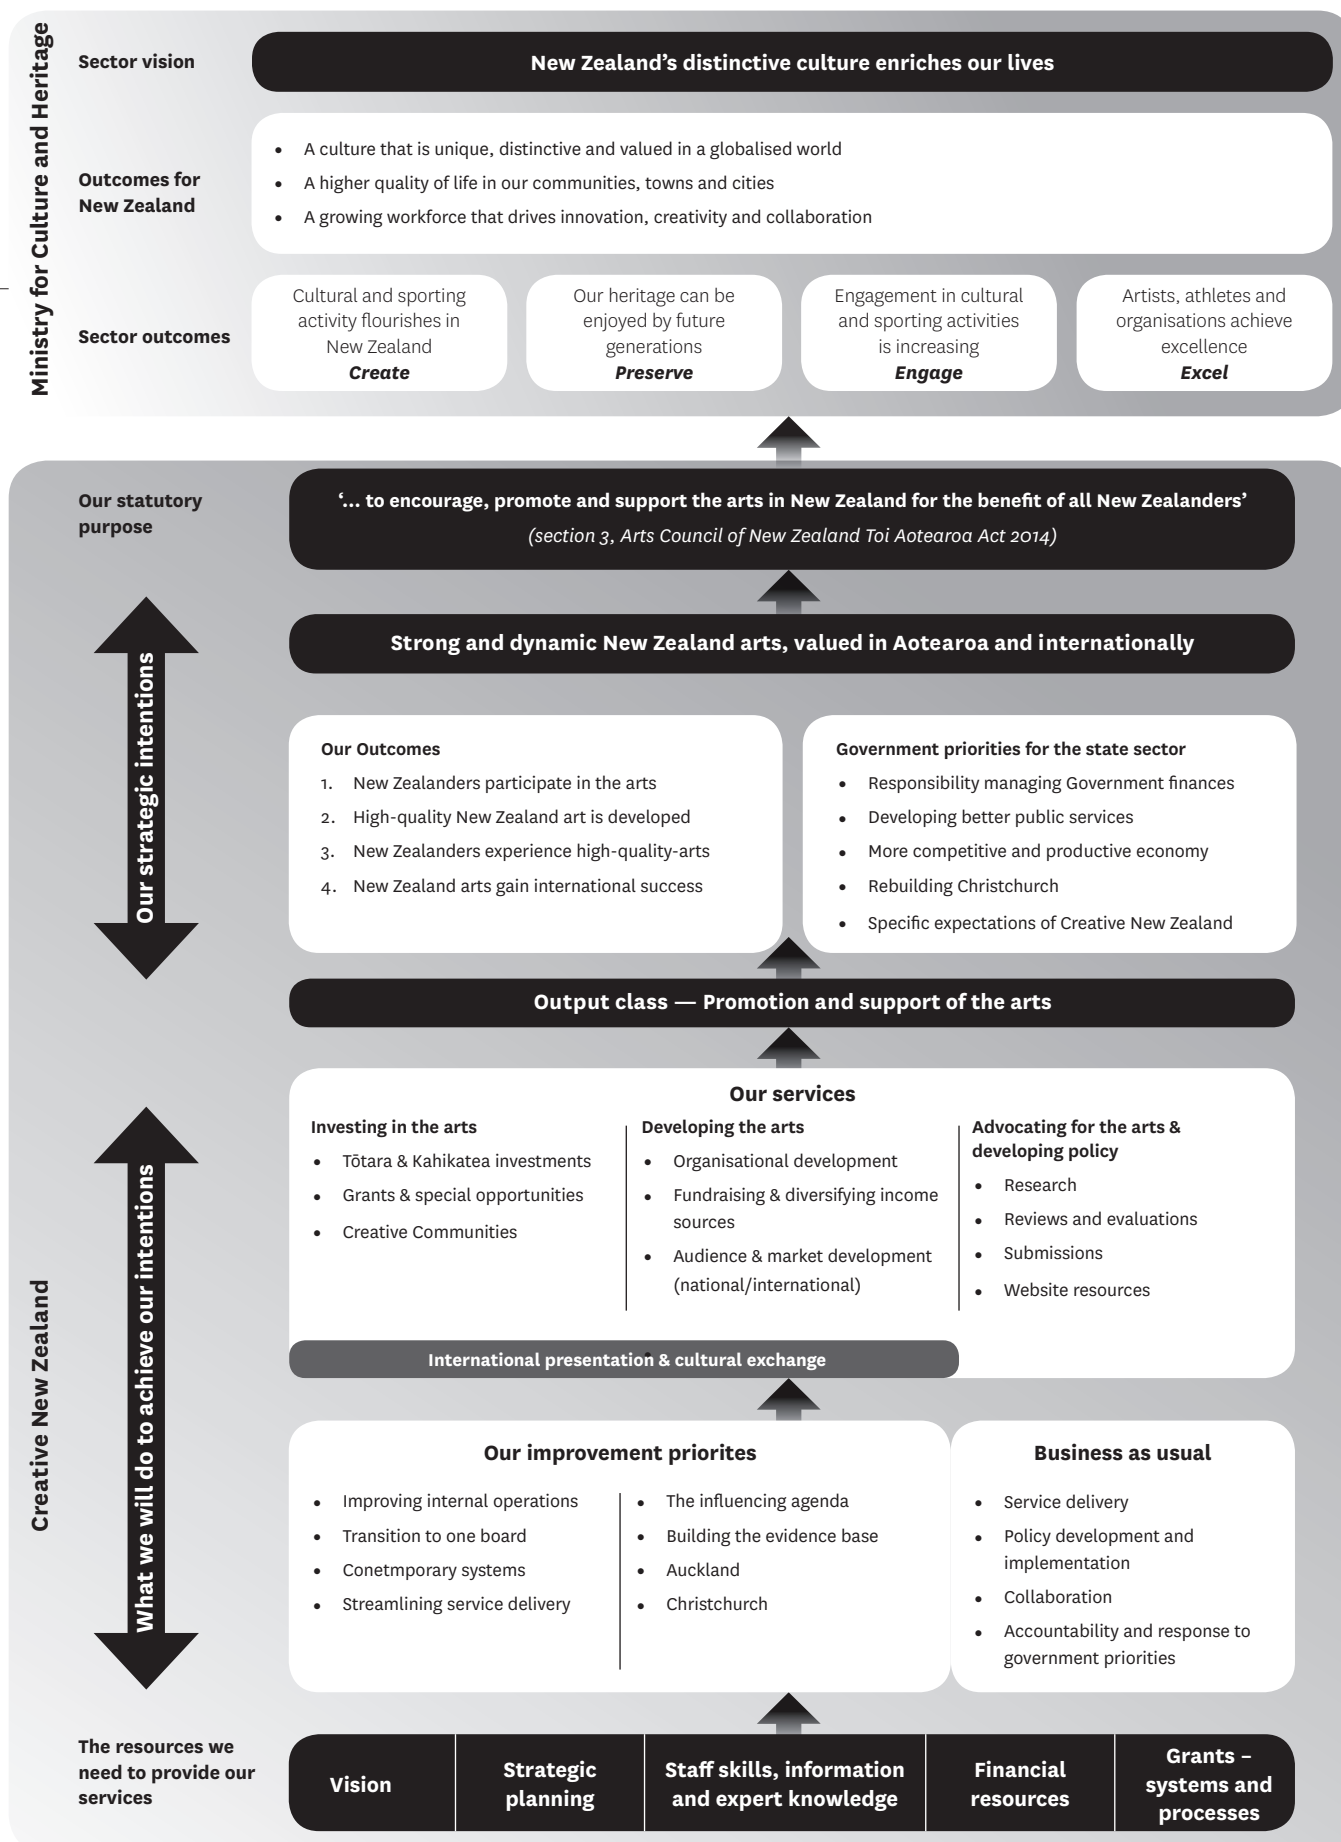 Ministry for Culture and Heritage
Sector vision
New Zealand’s distinctive culture enriches our lives
Outcomes for
New Zealand
• A culture that is unique, distinctive and valued in a globalised world
• A higher quality of life in our communities, towns and cities
• A growing workforce that drives innovation, creativity and collaboration
Sector outcomes
Cultural and sporting
activity flourishes in
New Zealand
Create
Our heritage can be
enjoyed by future
generations
Preserve
Engagement in cultural
and sporting activities
is increasing
Engage
Artists, athletes and
organisations achieve
excellence
Excel
Creative New Zealand
Our statutory
purpose
‘... to encourage, promote and support the arts in New Zealand for the benefit of all New Zealanders’
(section 3, Arts Council of New Zealand Toi Aotearoa Act 2014)
Our strategic intentions
Strong and dynamic New Zealand arts, valued in Aotearoa and internationally
Our Outcomes
1. New Zealanders participate in the arts
2. High-quality New Zealand art is developed
3. New Zealanders experience high-quality-arts
4. New Zealand arts gain international success
Government priorities for the state sector
• Responsibility managing Government finances
• Developing better public services
• More competitive and productive economy
• Rebuilding Christchurch
• Specific expectations of Creative New Zealand
Output class — Promotion and support of the arts
What we will do to achieve our intentions
Our services
Investing in the arts
• Tōtara & Kahikatea investments
• Grants & special opportunities
• Creative Communities
Developing the arts
• Organisational development
• Fundraising & diversifying income
sources
• Audience & market development
(national/international)
Advocating for the arts &
developing policy
• Research
• Reviews and evaluations
• Submissions
• Website resources
International presentation & cultural exchange
Our improvement priorites
• Improving internal operations
• Transition to one board
• Conetmporary systems
• Streamlining service delivery
• The influencing agenda
• Building the evidence base
• Auckland
• Christchurch
Business as usual
• Service delivery
• Policy development and
implementation
• Collaboration
• Accountability and response to
government priorities
The resources we
need to provide our
services
Vision
Strategic
planning
Staff skills, information
and expert knowledge
Financial
resources
Grants –
systems and
processes